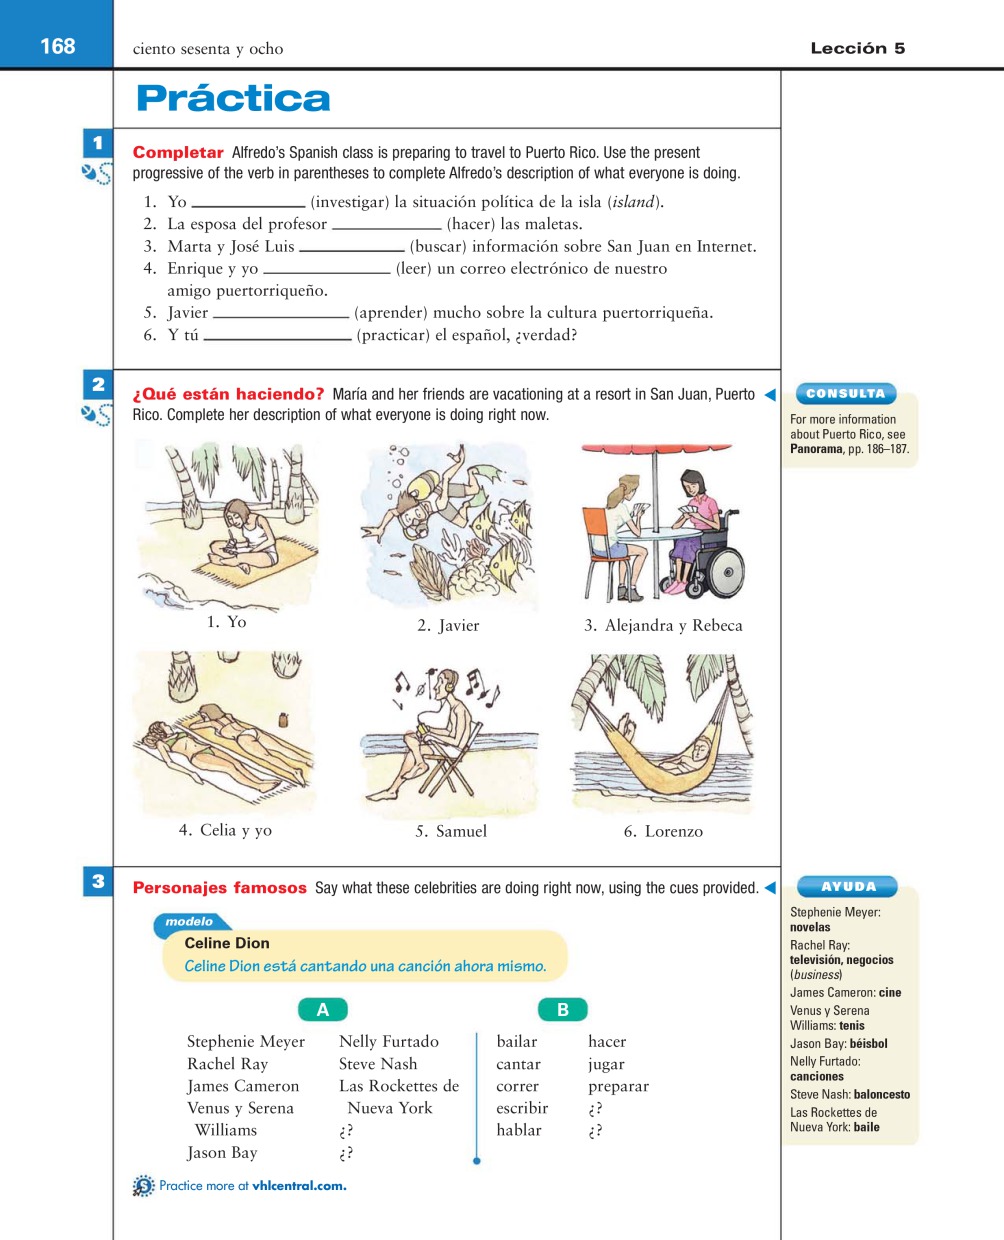 168
ciento sesenta y ocho
Lección 5
Práctica
1
Completar Alfredo's Spanish class is preparing to travel to Puerto Rico. Use the present
progressive of the verb in parentheses to complete Alfredo's description of what everyone is doing.
1. Yo ____________ (investigar) la situación política de la isla (island).
2. La esposa del profesor ____________ (hacer) las maletas.
3. Marta y José Luis ____________ (buscar) información sobre San Juan en Internet.
4. Enrique y yo ____________ (leer) un correo electrónico de nuestro
amigo puertorriqueño.
5. Javier ____________ (aprender) mucho sobre la cultura puertorriqueña.
6. Y tú ____________ (practicar) el español, ¿verdad?
2
¿Qué están haciendo? María and her friends are vacationing at a resort in San Juan, Puerto
Rico. Complete her description of what everyone is doing right now.
CONSULTA
For more information
about Puerto Rico, see
Panorama, pp. 186–187.
1. Yo
2. Javier
3. Alejandra y Rebeca
4. Celia y yo
5. Samuel
6. Lorenzo
3
Personajes famosos Say what these celebrities are doing right now, using the cues provided.
modelo
Celine Dion
Celine Dion está cantando una canción ahora mismo.
A
Stephenie Meyer
Rachel Ray
James Cameron
Venus y Serena
Williams
Jason Bay
Nelly Furtado
Steve Nash
Las Rockettes de
Nueva York
¿?
¿?
B
bailar
cantar
correr
escribir
hablar
hacer
jugar
preparar
¿?
¿?
AYUDA
Stephenie Meyer:
novelas
Rachel Ray:
televisión, negocios
(business)
James Cameron: cine
Venus y Serena
Williams: tenis
Jason Bay: béisbol
Nelly Furtado:
canciones
Steve Nash: baloncesto
Las Rockettes de
Nueva York: baile
Practice more at vhlcentral.com.